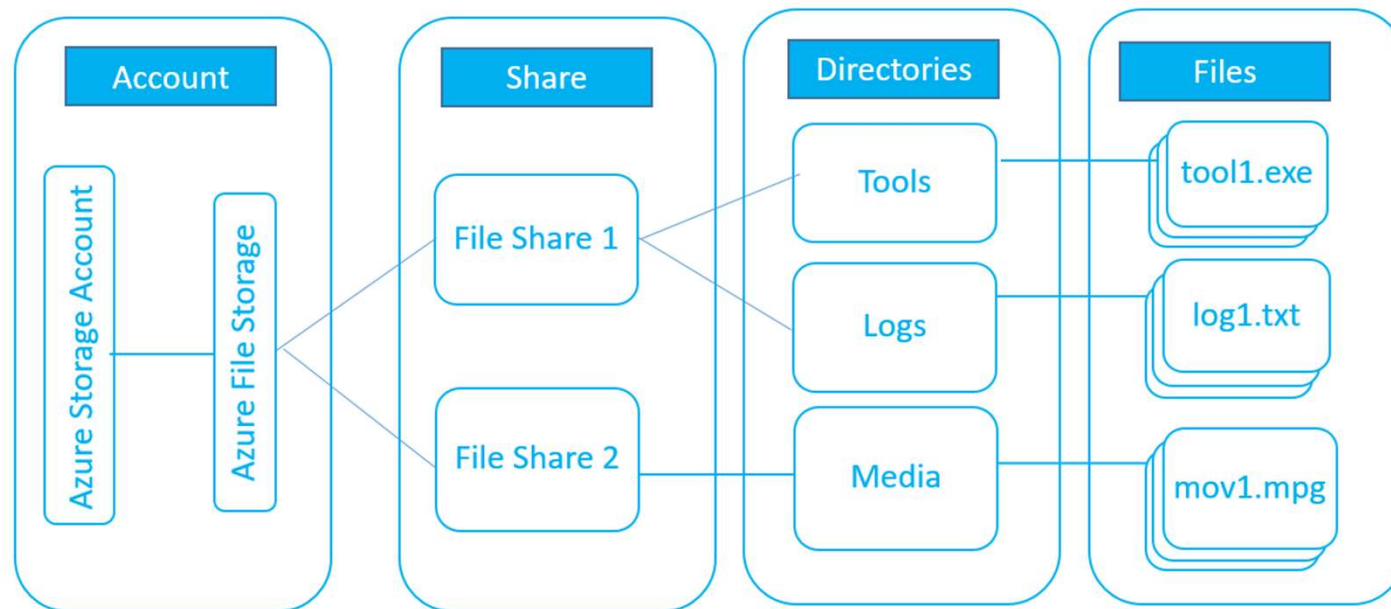 Account
Azure Storage Account
Azure File Storage
Share
File Share 1
File Share 2
Directories
Tools
Logs
Media
Files
tool1.exe
log1.txt
mov1.mpg